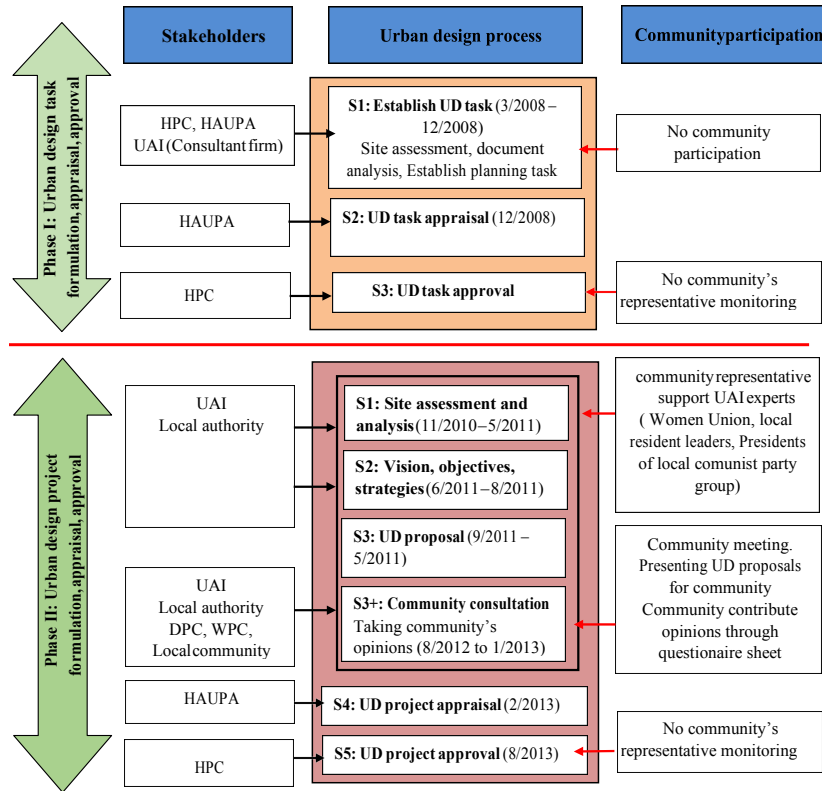 Stakeholders
Urban design process
Communityparticipation
Phase I: Urban design task
formulation,appraisal,approval
HPC, HAUPA
UAI (Consultant firm)
S1: Establish UD task (3/2008 –
12/2008)
Site assessment, document
analysis, Establish planning task
No community
participation
HAUPA
S2: UD task appraisal (12/2008)
HPC
S3: UD task approval
No community’s
representative monitoring
Phase II: Urban design project
formulation,appraisal,approval
UAI
Local authority
S1: Site assessment and
analysis (11/2010–5/2011)
S2: Vision, objectives,
strategies (6/2011–8/2011)
community representative
support UAI experts
( Women Union, local
resident leaders, Presidents
of local comunist party
group)
S3: UD proposal (9/2011 –
5/2011)
UAI
Local authority
DPC, WPC,
Local community
S3+: Community consultation
Taking community’s
opinions (8/2012 to 1/2013)
Community meeting.
Presenting UD proposals
for community
Community contribute
opinions through
questionaire sheet
HAUPA
S4: UD project appraisal (2/2013)
HPC
S5: UD project approval (8/2013)
No community’s
representative monitoring